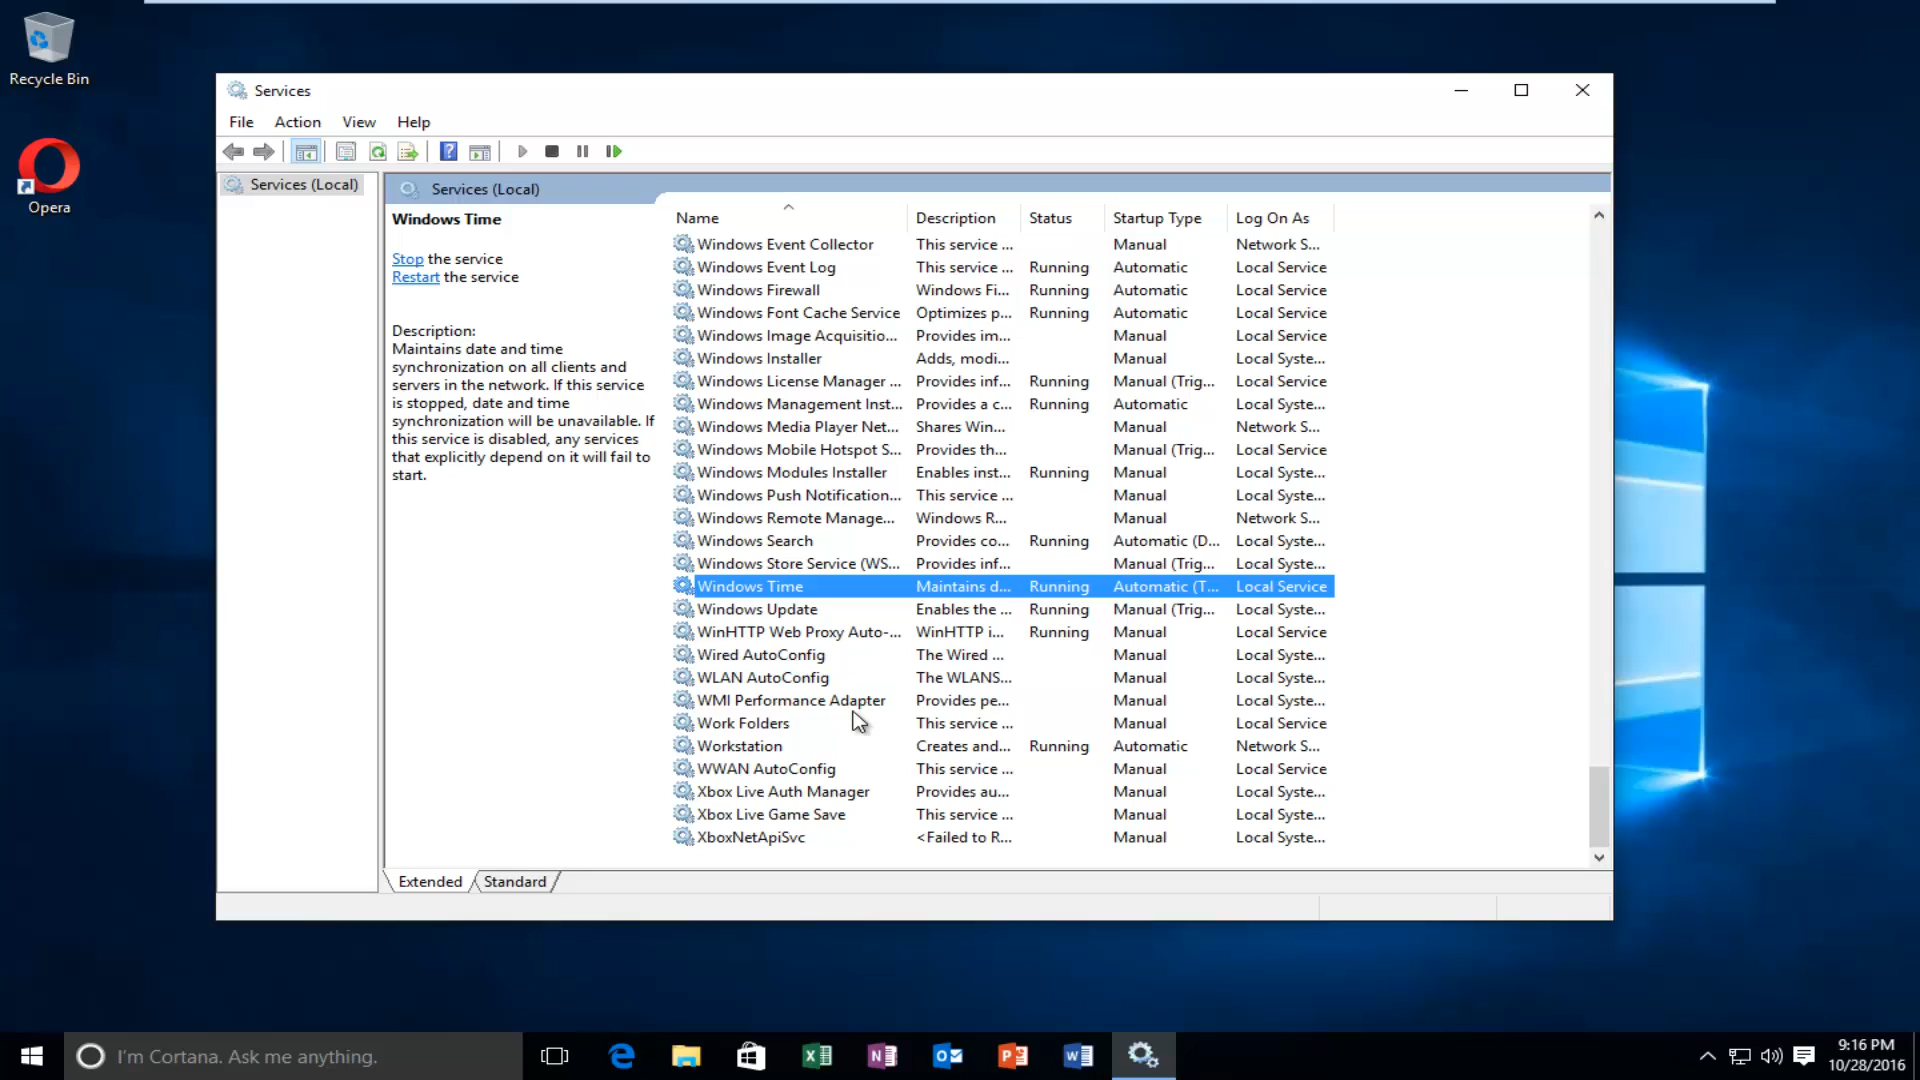 Recycle Bin
Opera
Services
File Action View Help
Services (Local)
Services (Local)
Windows Time
Stop the service
Restart the service
Description:
Maintains date and time
synchronization on all clients and
servers in the network. If this service
is stopped, date and time
synchronization will be unavailable. If
this service is disabled, any services
that explicitly depend on it will fail to
start.
Name Description Status Startup Type Log On As
Windows Event Collector This service ... Manual Network S...
Windows Event Log This service ... Running Automatic Local Service
Windows Firewall Windows Fi... Running Automatic Local Service
Windows Font Cache Service Optimizes p... Running Automatic Local Service
Windows Image Acquisitio... Provides im... Manual Local Service
Windows Installer Adds, modi... Manual Local Syste...
Windows License Manager ... Provides inf... Running Manual (Trig... Local Service
Windows Management Inst... Provides a c... Running Automatic Local Syste...
Windows Media Player Net... Shares Win... Manual Network S...
Windows Mobile Hotspot S... Provides th... Manual (Trig... Local Service
Windows Modules Installer Enables inst... Running Manual Local Syste...
Windows Push Notification... This service ... Manual Local Syste...
Windows Remote Manage... Windows R... Manual Network S...
Windows Search Provides co... Running Automatic (D... Local Syste...
Windows Store Service (WS... Provides inf... Manual (Trig... Local Syste...
Windows Time Maintains d... Running Automatic (T... Local Service
Windows Update Enables the ... Running Manual (Trig... Local Syste...
WinHTTP Web Proxy Auto-... WinHTTP i... Running Manual Local Service
Wired AutoConfig The Wired ... Manual Local Syste...
WLAN AutoConfig The WLANS... Manual Local Syste...
WMI Performance Adapter Provides pe... Manual Local Syste...
Work Folders This service ... Manual Local Service
Workstation Creates and... Running Automatic Network S...
WWAN AutoConfig This service ... Manual Local Service
Xbox Live Auth Manager Provides au... Manual Local Syste...
Xbox Live Game Save This service ... Manual Local Syste...
XboxNetApiSvc <Failed to R... Manual Local Syste...
Extended Standard
I'm Cortana. Ask me anything.
9:16 PM
10/28/2016